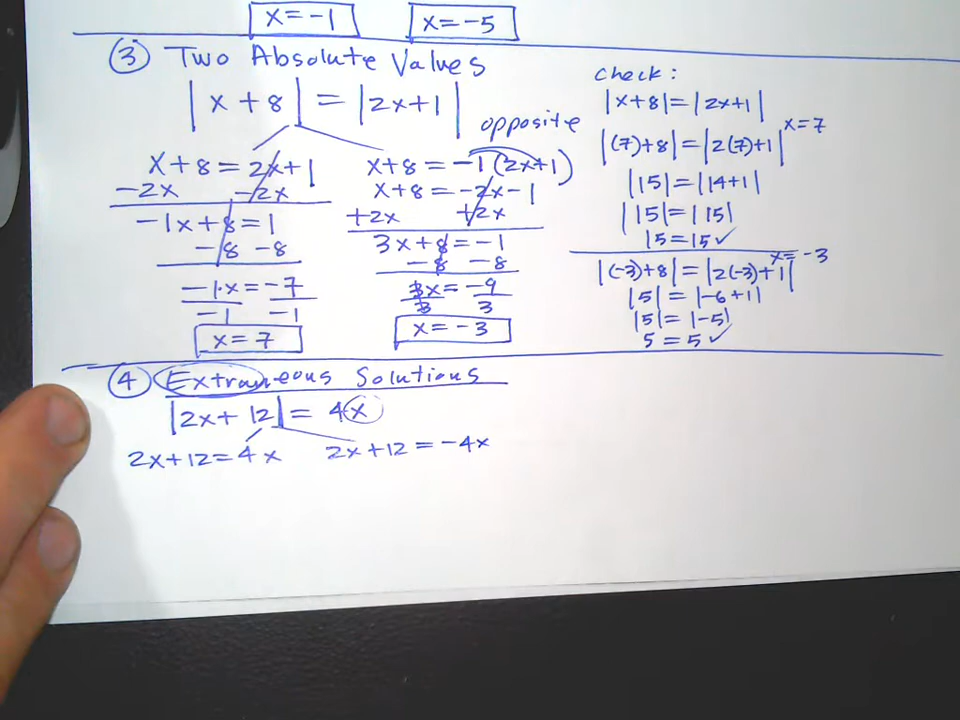 x = -1 x = -5
3 Two Absolute Values
|x + 8| = |2x+1|
opposite
x+8 = 2x+1
-2x -2x
-1x+8 = 1
-8 -8
-1x = -7
-1 -1
x = 7
x+8 = -1(2x+1)
x+8 = -2x-1
+2x +2x
3x+8 = -1
-8 -8
3x = -9
3 3
x = -3
check:
|x+8| = |2x+1|
|(7)+8| = |2(7)+1| x=7
|15| = |14+1|
|15| = |15|
15 = 15 ✓
|(-3)+8| = |2(-3)+1| x = -3
|5| = |-6+1|
|5| = |-5|
5 = 5 ✓
4 Extraneous Solutions
|2x+12| = 4x
2x+12 = 4x 2x+12 = -4x